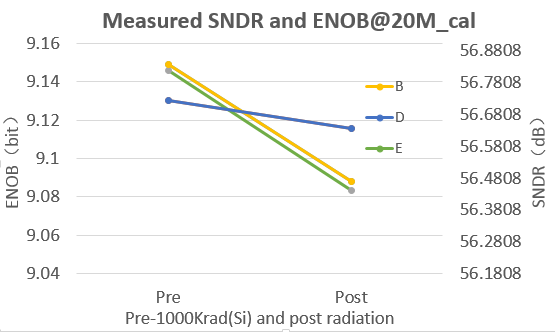 Measured SNDR and ENOB@20M_cal
9.16
9.14
9.12
9.1
9.08
9.06
9.04
ENOB（bit）
56.8808
56.7808
56.6808
56.5808
56.4808
56.3808
56.2808
56.1808
SNDR（dB）
B
D
E
Pre
Post
Pre-1000Krad(Si) and post radiation